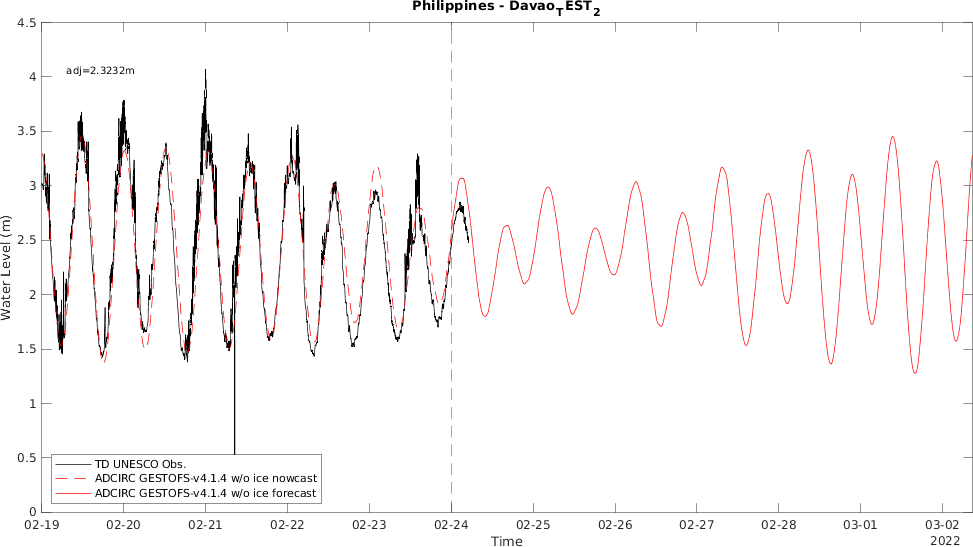 Philippines - Davao_TEST_2
4.5
4
adj=2.3232m
3.5
3
2.5
Water Level (m)
2
1.5
1
0.5
0
TD UNESCO Obs.
ADCIRC GESTOFS-v4.1.4 w/o ice nowcast
ADCIRC GESTOFS-v4.1.4 w/o ice forecast
02-19 02-20 02-21 02-22 02-23 02-24 02-25 02-26 02-27 02-28 03-01 03-02
Time
2022